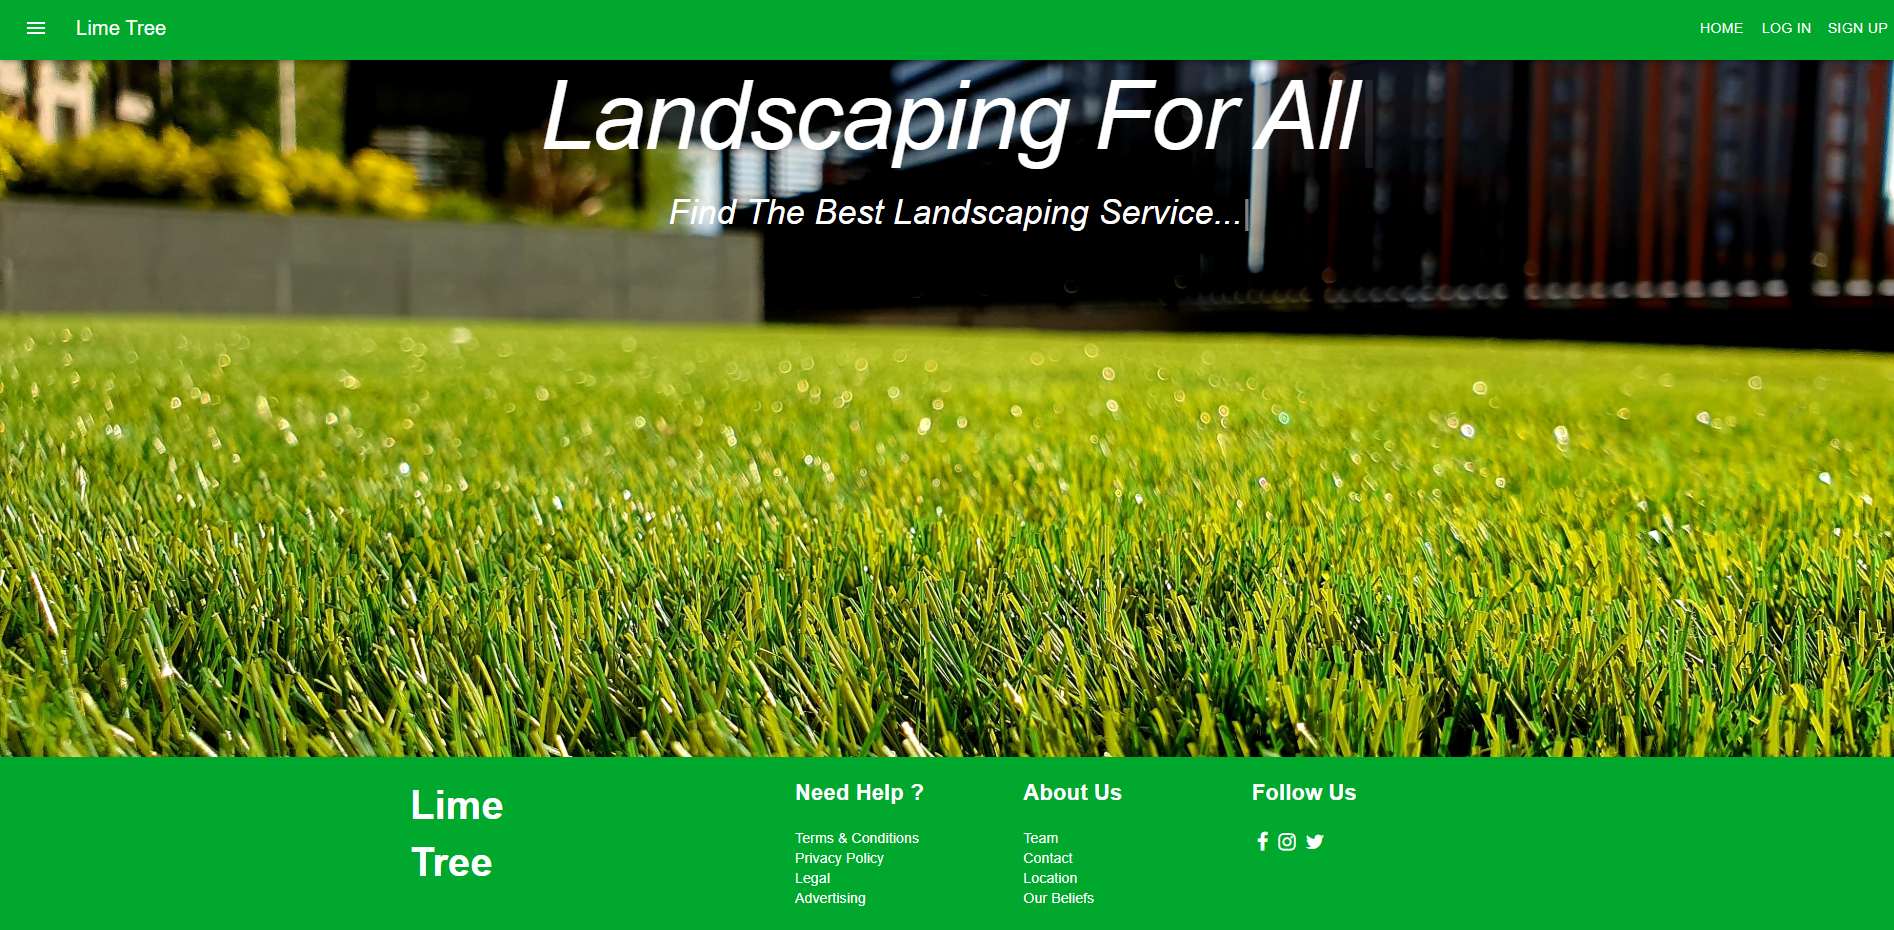 Lime Tree
HOME LOG IN SIGN UP
Landscaping For All
Find The Best Landscaping Service...|
Lime
Tree
Need Help ?
Terms & Conditions
Privacy Policy
Legal
Advertising
About Us
Team
Contact
Location
Our Beliefs
Follow Us